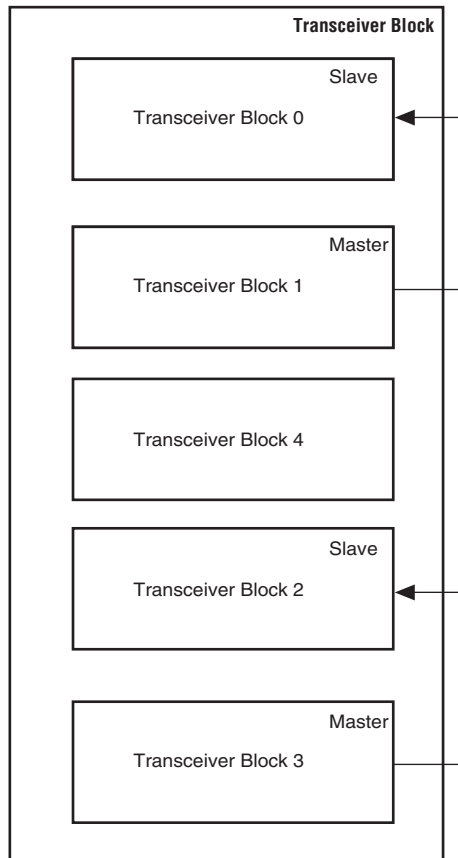 Transceiver Block
Slave
Transceiver Block 0
Master
Transceiver Block 1
Transceiver Block 4
Slave
Transceiver Block 2
Master
Transceiver Block 3